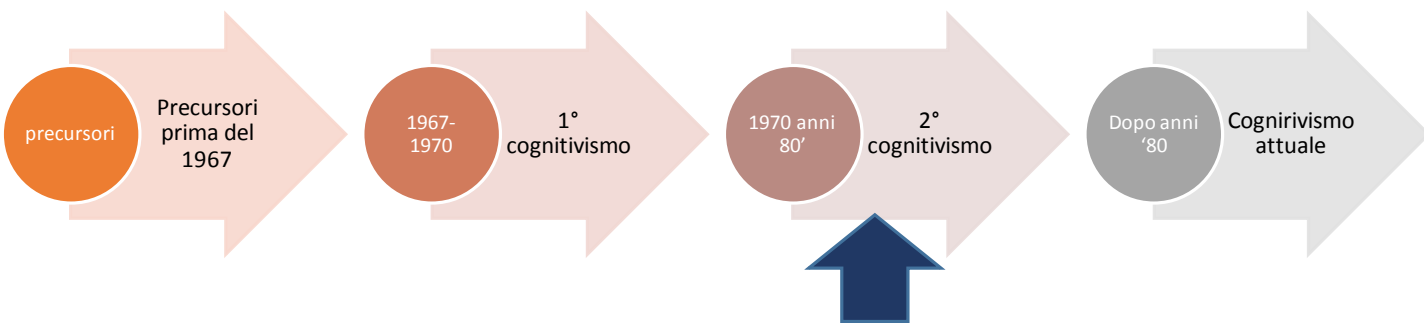 precursori
Precursori
prima del
1967
1967-
1970
1°
cognitivismo
1970 anni
80’
2°
cognitivismo
Dopo anni
‘80
Cognirivismo
attuale